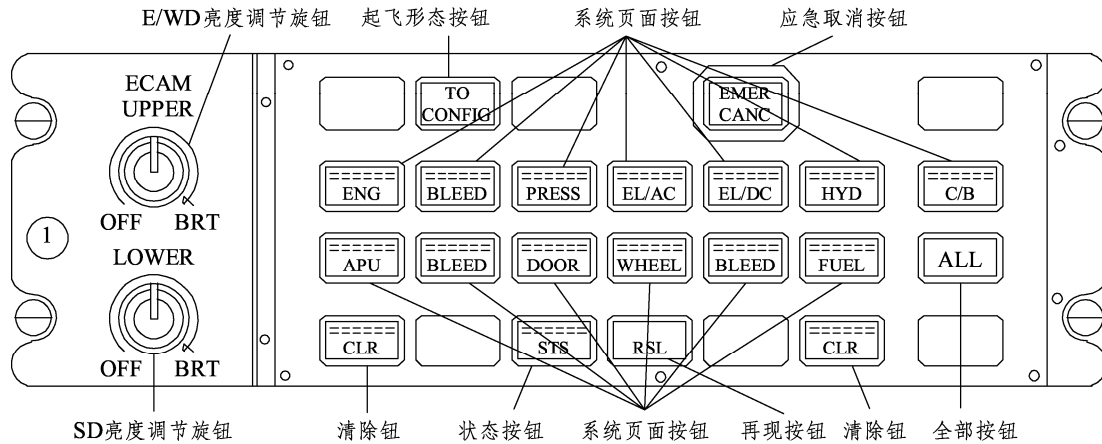 E/WD亮度调节旋钮 起飞形态按钮 系统页面按钮 应急取消按钮
ECAM
UPPER
TO
CONFIG
EMER
CANC
ENG BLEED PRESS EL/AC EL/DC HYD C/B
OFF BRT
1
LOWER
APU BLEED DOOR WHEEL BLEED FUEL ALL
CLR STS RSL CLR
OFF BRT
SD亮度调节旋钮 清除钮 状态按钮 系统页面按钮 再现按钮 清除钮 全部按钮